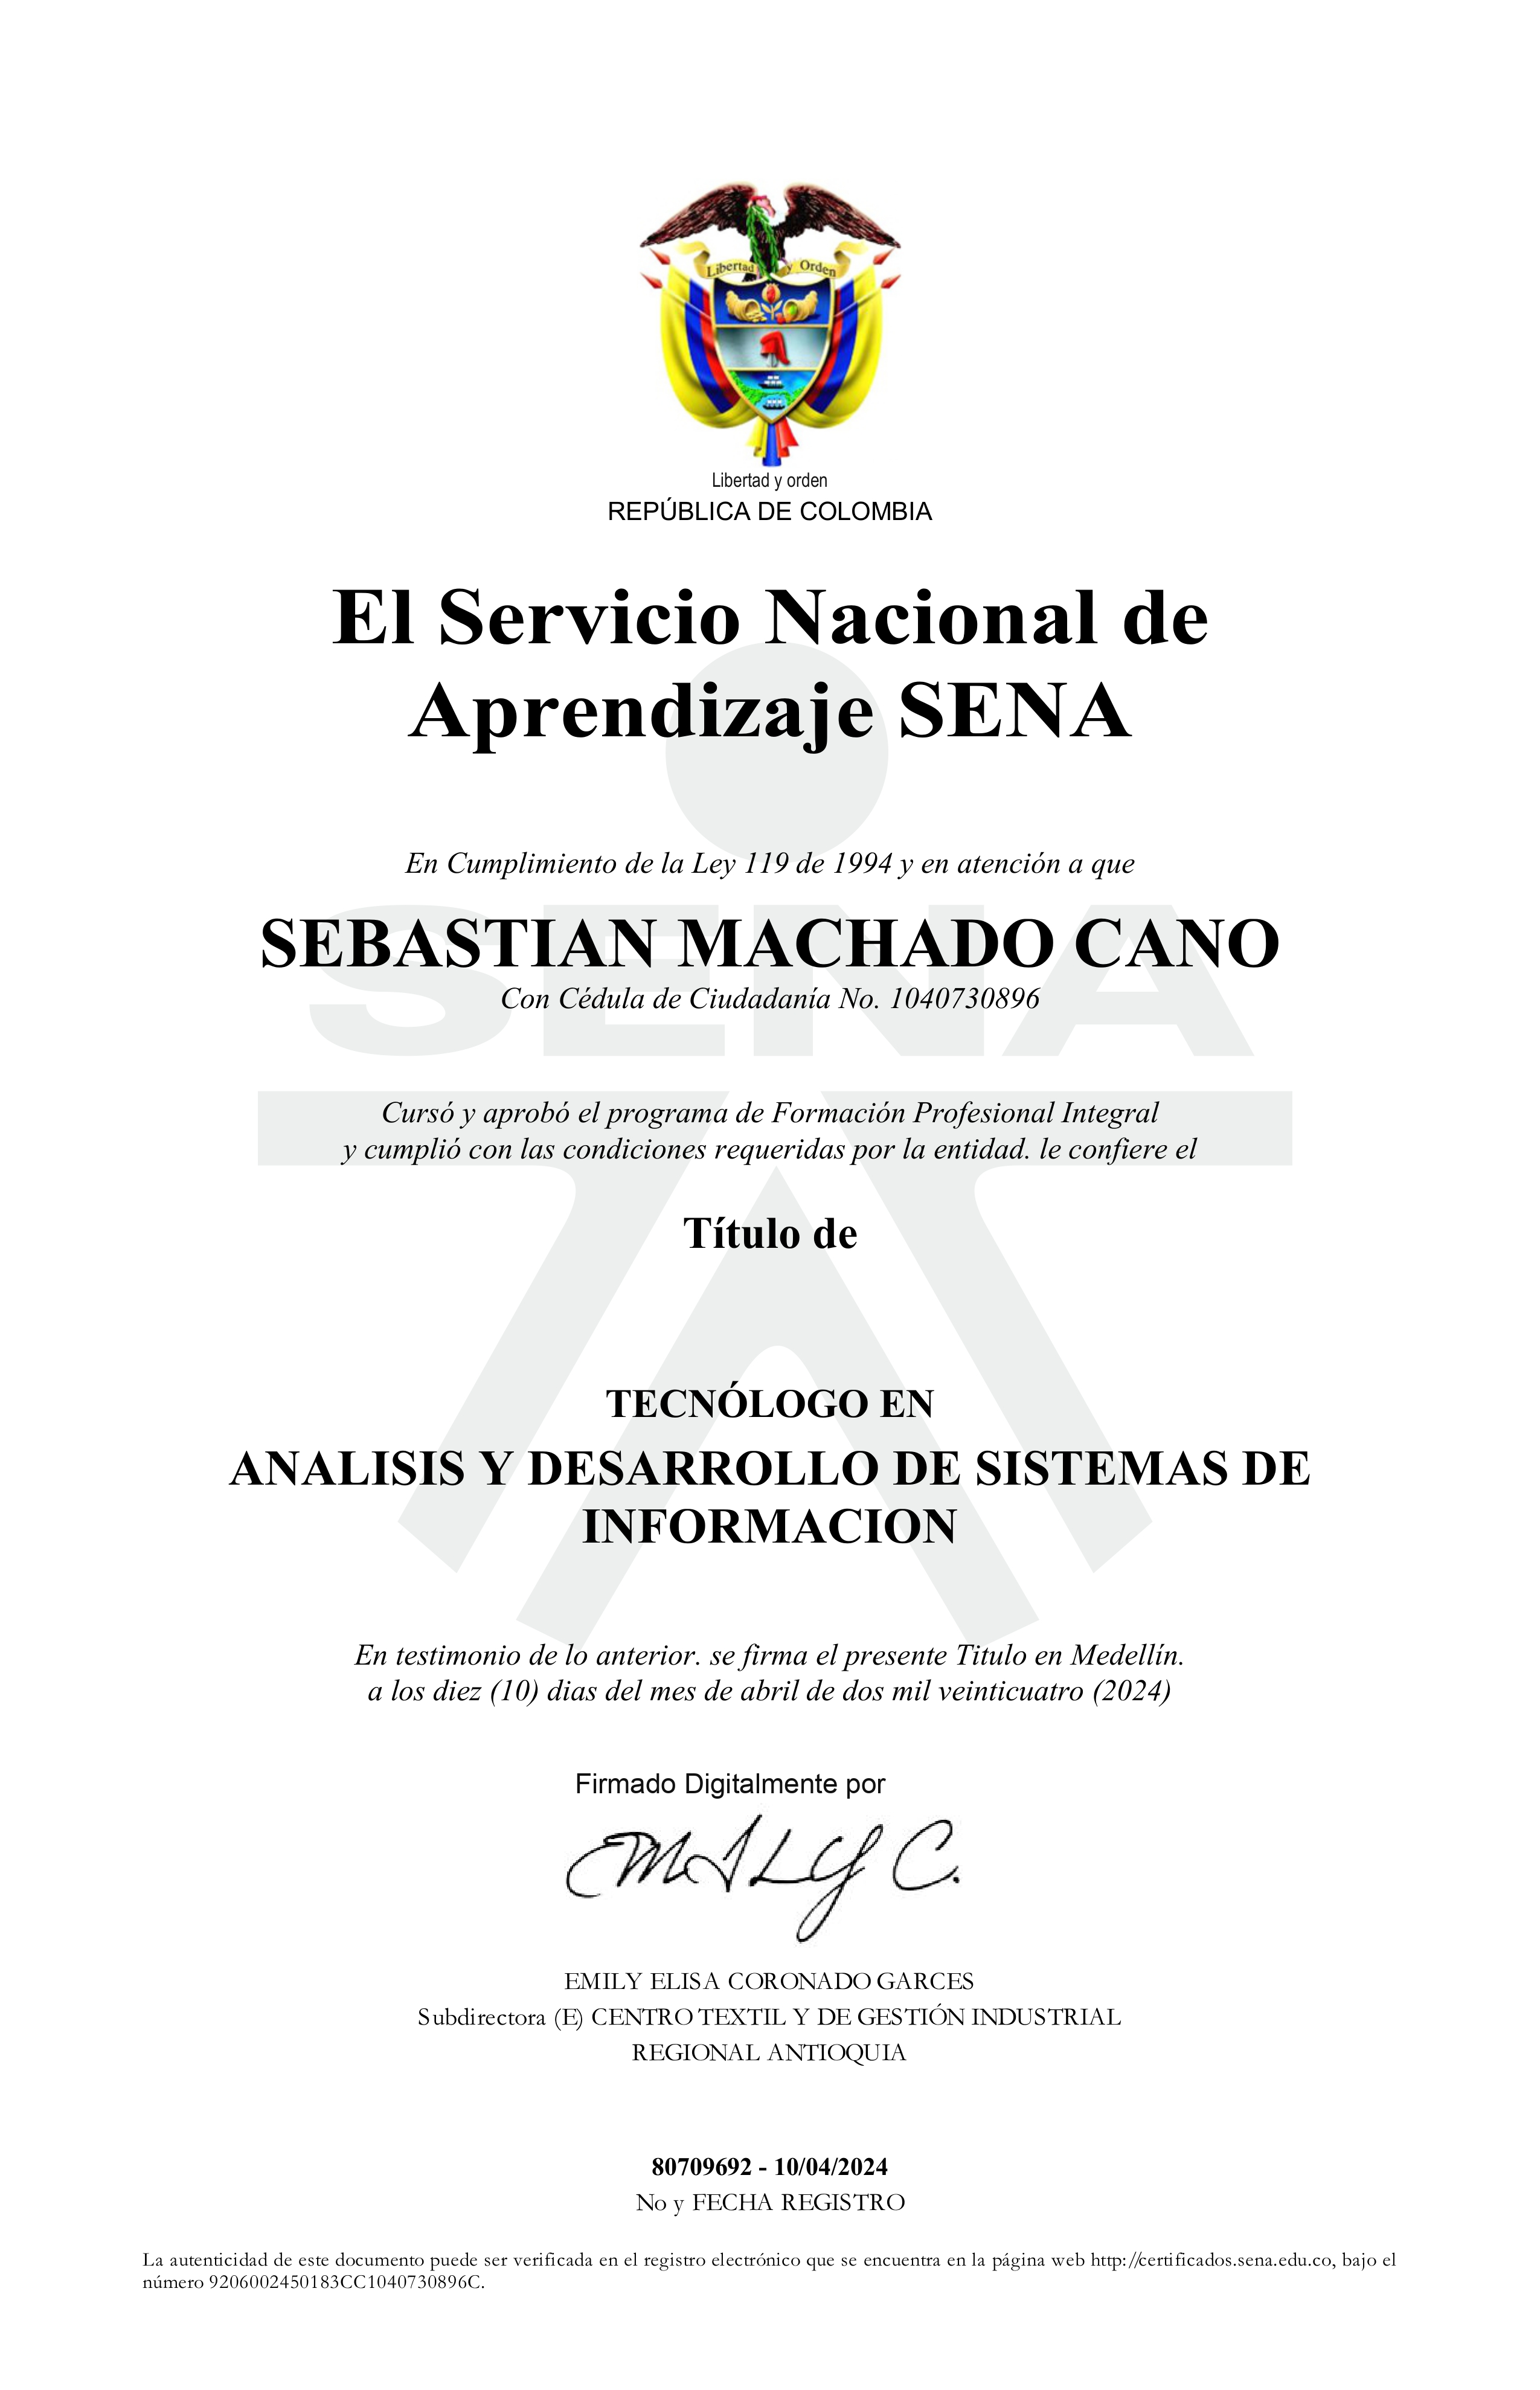 Libertad y Orden
Libertad y orden
REPÚBLICA DE COLOMBIA
El Servicio Nacional de
Aprendizaje SENA
En Cumplimiento de la Ley 119 de 1994 y en atención a que
SENA
SEBASTIAN MACHADO CANO
Con Cédula de Ciudadanía No. 1040730896
Cursó y aprobó el programa de Formación Profesional Integral
y cumplió con las condiciones requeridas por la entidad. le confiere el
Título de
TECNÓLOGO EN
ANALISIS Y DESARROLLO DE SISTEMAS DE
INFORMACION
En testimonio de lo anterior. se firma el presente Titulo en Medellín.
a los diez (10) dias del mes de abril de dos mil veinticuatro (2024)
Firmado Digitalmente por
EMILY C.
EMILY ELISA CORONADO GARCES
Subdirectora (E) CENTRO TEXTIL Y DE GESTIÓN INDUSTRIAL
REGIONAL ANTIOQUIA
80709692 - 10/04/2024
No y FECHA REGISTRO
La autenticidad de este documento puede ser verificada en el registro electrónico que se encuentra en la página web http://certificados.sena.edu.co, bajo el
número 9206002450183CC1040730896C.